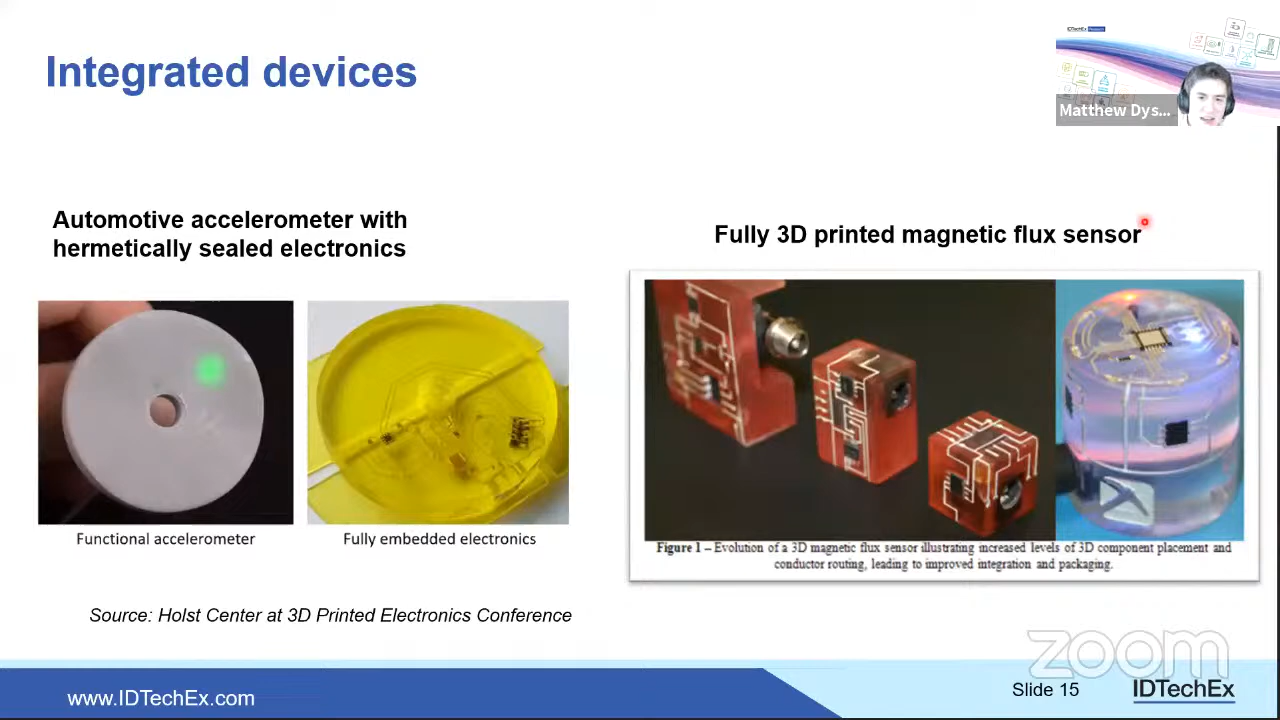 Integrated devices
Matthew Dys...
Automotive accelerometer with
hermetically sealed electronics
Fully 3D printed magnetic flux sensor
Functional accelerometer
Fully embedded electronics
Figure 1 – Evolution of a 3D magnetic flux sensor illustrating increased levels of 3D component placement and
conductor routing, leading to improved integration and packaging.
Source: Holst Center at 3D Printed Electronics Conference
zoom
www.IDTechEx.com
Slide 15
IDTechEx